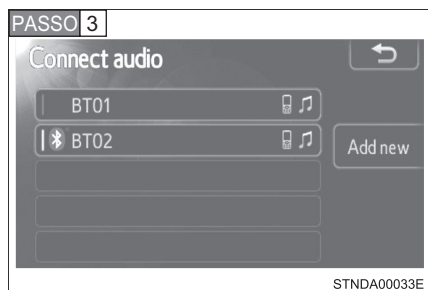 PASSO 3
Connect audio
BT01
BT02
Add new
STNDA00033E